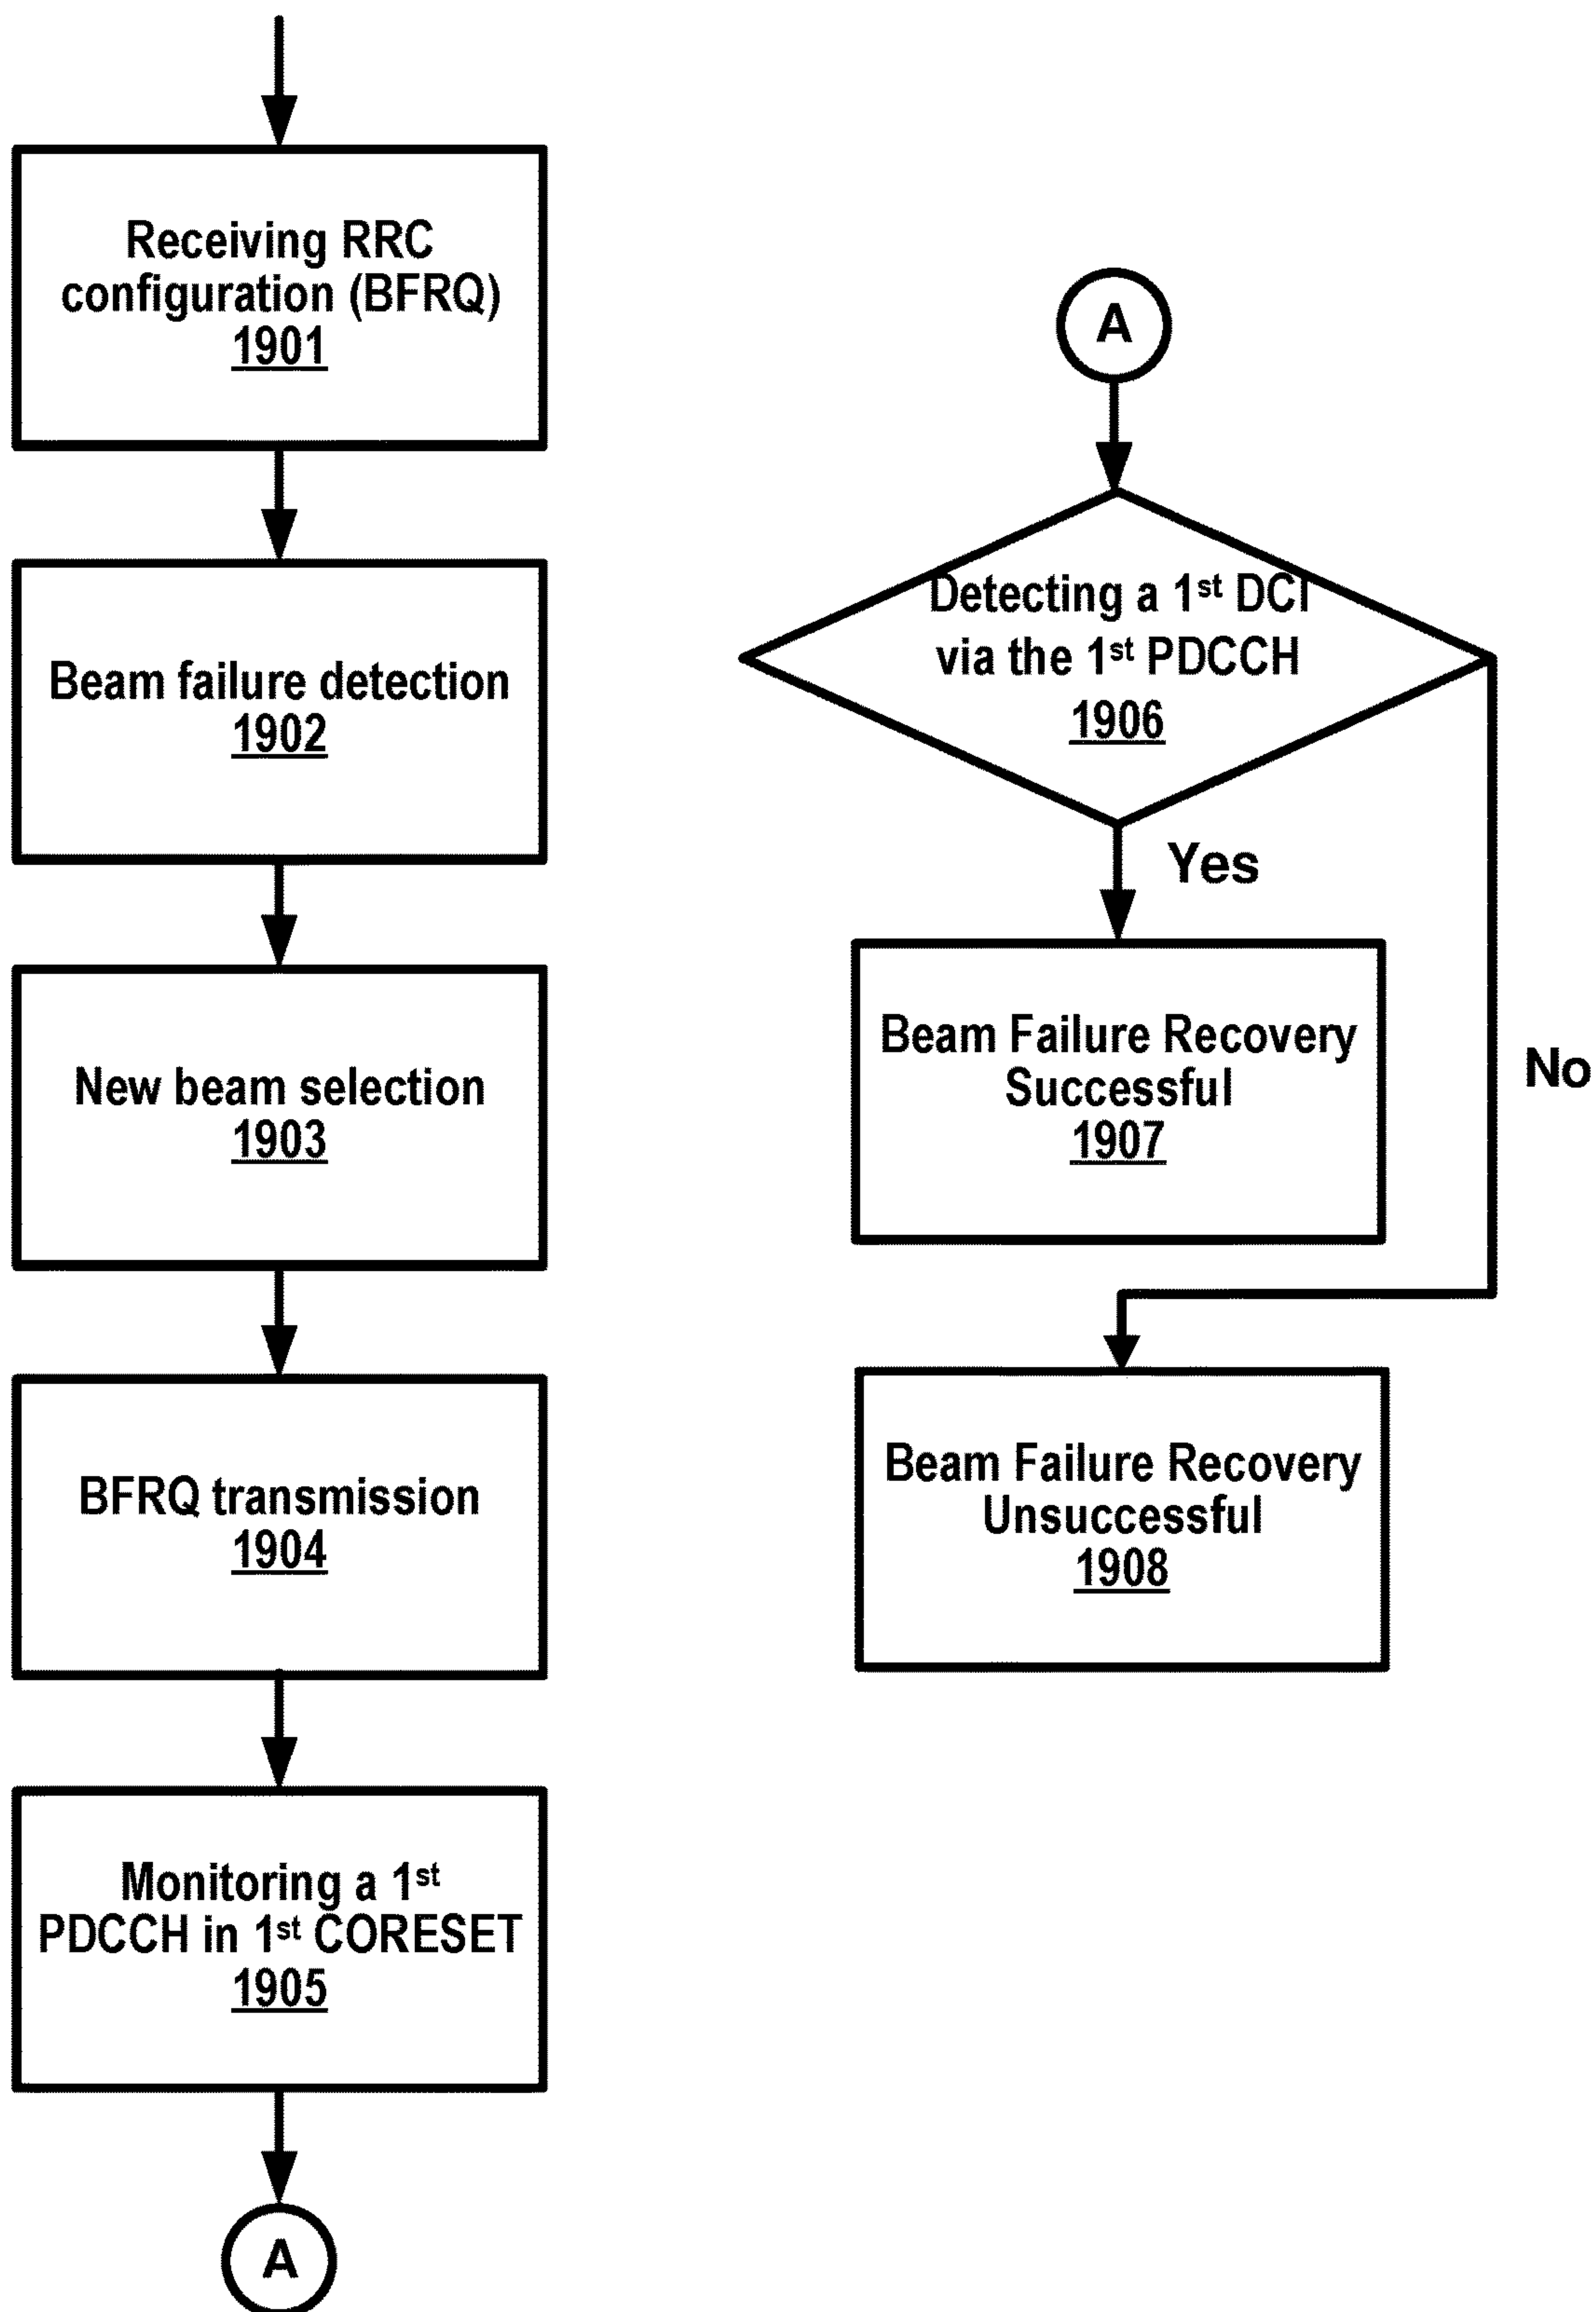 Receiving RRC
configuration (BFRQ)
1901
Beam failure detection
1902
New beam selection
1903
BFRQ transmission
1904
Monitoring a 1st
PDCCH in 1st CORESET
1905
A
A
Detecting a 1st DCI
via the 1st PDCCH
1906
Yes
No
Beam Failure Recovery
Successful
1907
Beam Failure Recovery
Unsuccessful
1908